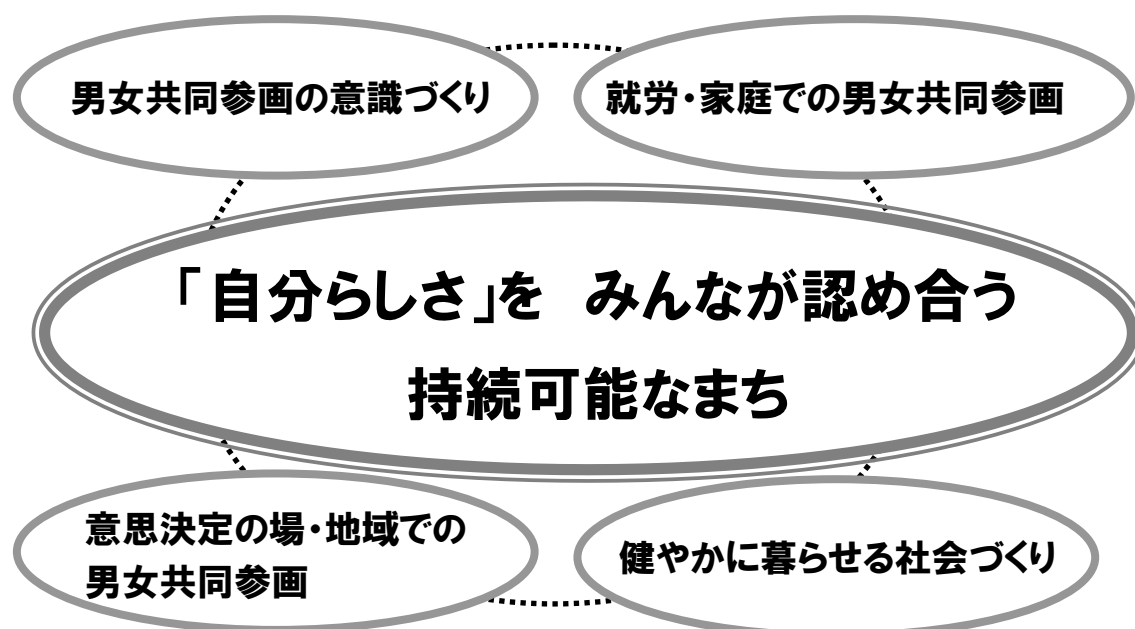 男女共同参画の意識づくり
就労・家庭での男女共同参画
「自分らしさ」を　みんなが認め合う
持続可能なまち
意思決定の場・地域での
男女共同参画
健やかに暮らせる社会づくり